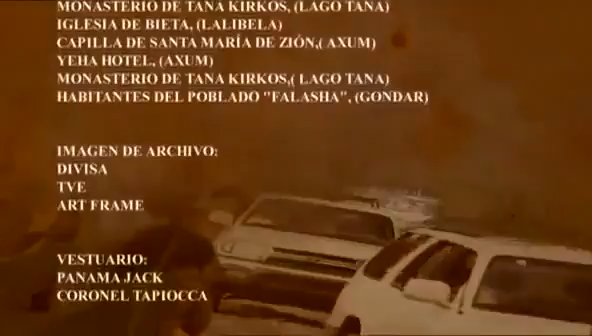 MONASTERIO DE TANA KIRKOS, (LAGO TANA)
IGLESIA DE BIETA, (LALIBELA)
CAPILLA DE SANTA MARÍA DE ZIÓN,( AXUM)
YEHA HOTEL, (AXUM)
MONASTERIO DE TANA KIRKOS,( LAGO TANA)
HABITANTES DEL POBLADO "FALASHA", (GONDAR)
IMAGEN DE ARCHIVO:
DIVISA
TVE
ART FRAME
VESTUARIO:
PANAMA JACK
CORONEL TAPIOCCA